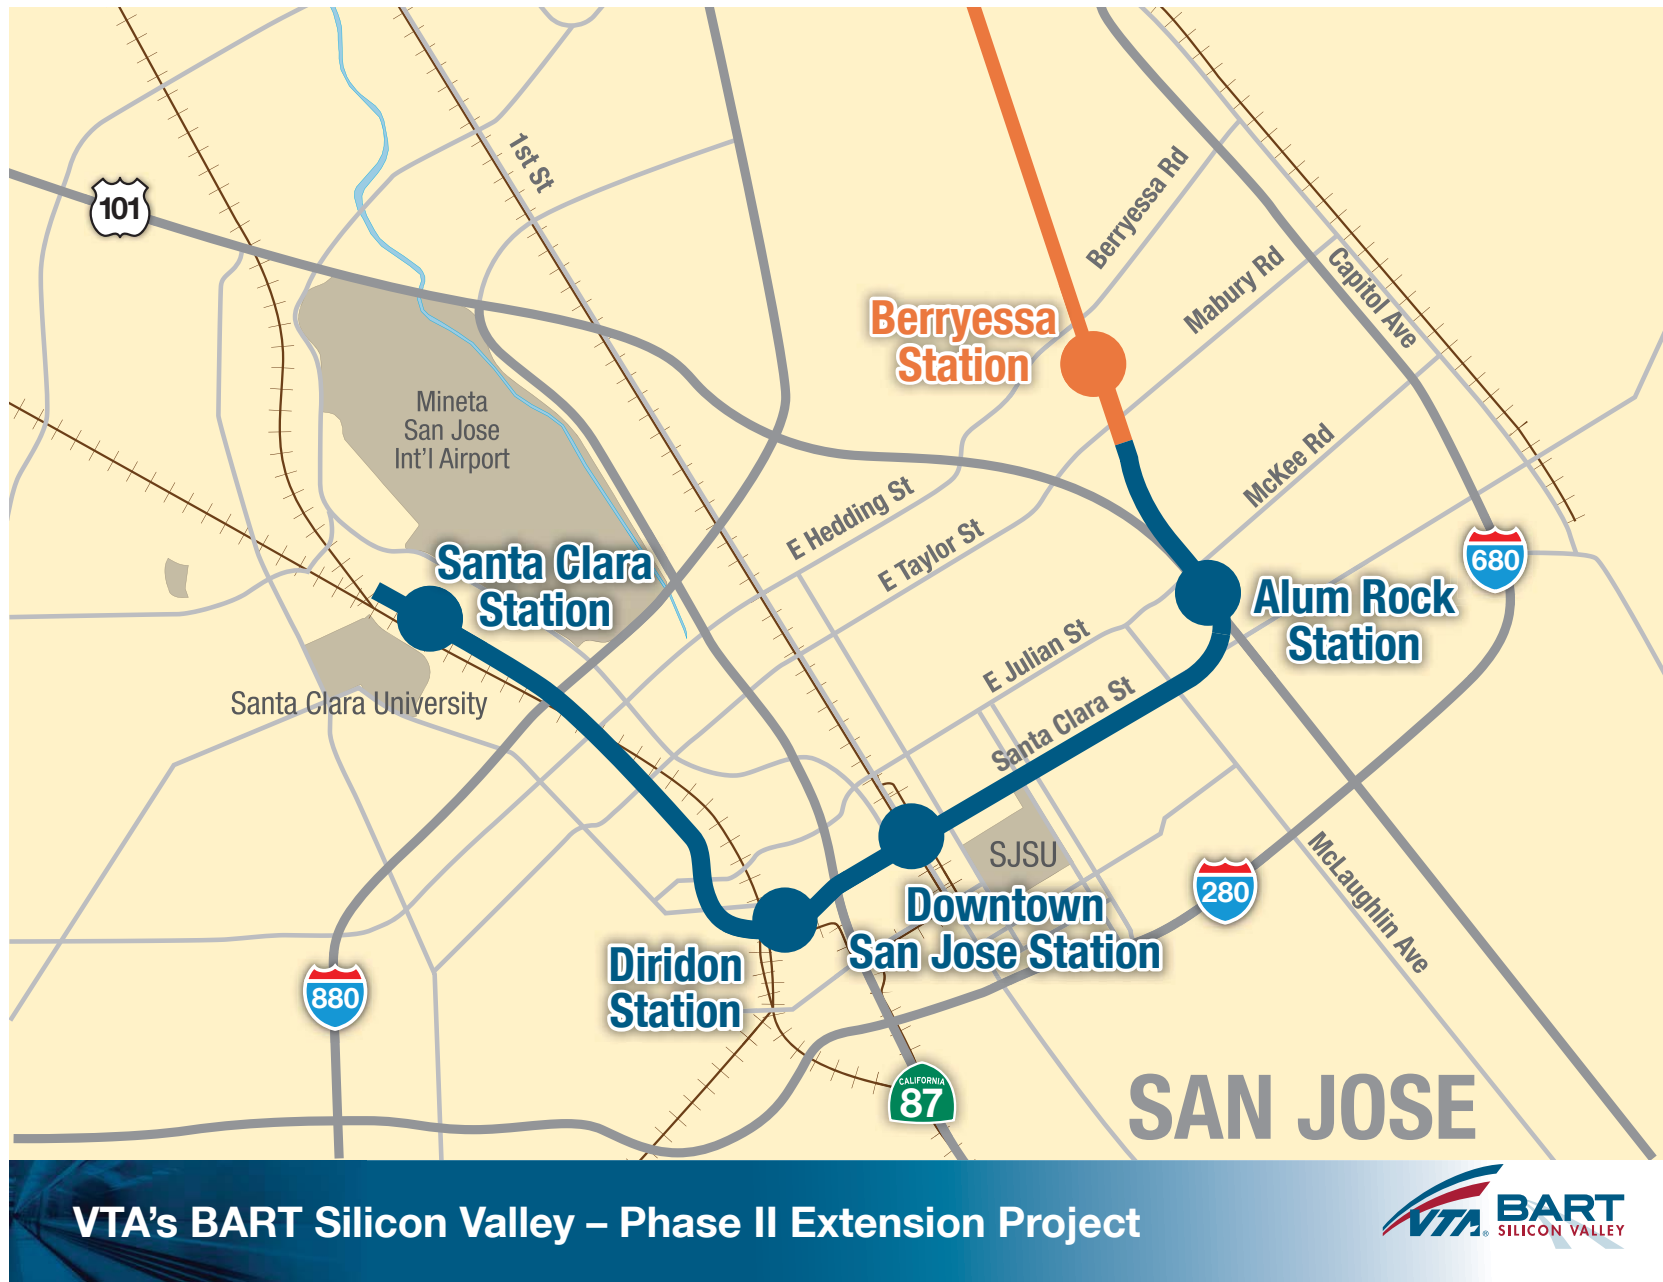 101
1st St
Berryessa Rd
Mabury Rd
Capitol Ave
Berryessa
Station
Mineta
San Jose
Int'l Airport
McKee Rd
E Hedding St
E Taylor St
680
Santa Clara
Station
Alum Rock
Station
E Julian St
Santa Clara St
Santa Clara University
SJSU
McLaughlin Ave
280
Downtown
San Jose Station
Diridon
Station
880
CALIFORNIA
87
SAN JOSE
VTA's BART Silicon Valley – Phase II Extension Project
VTA®
BART
SILICON VALLEY